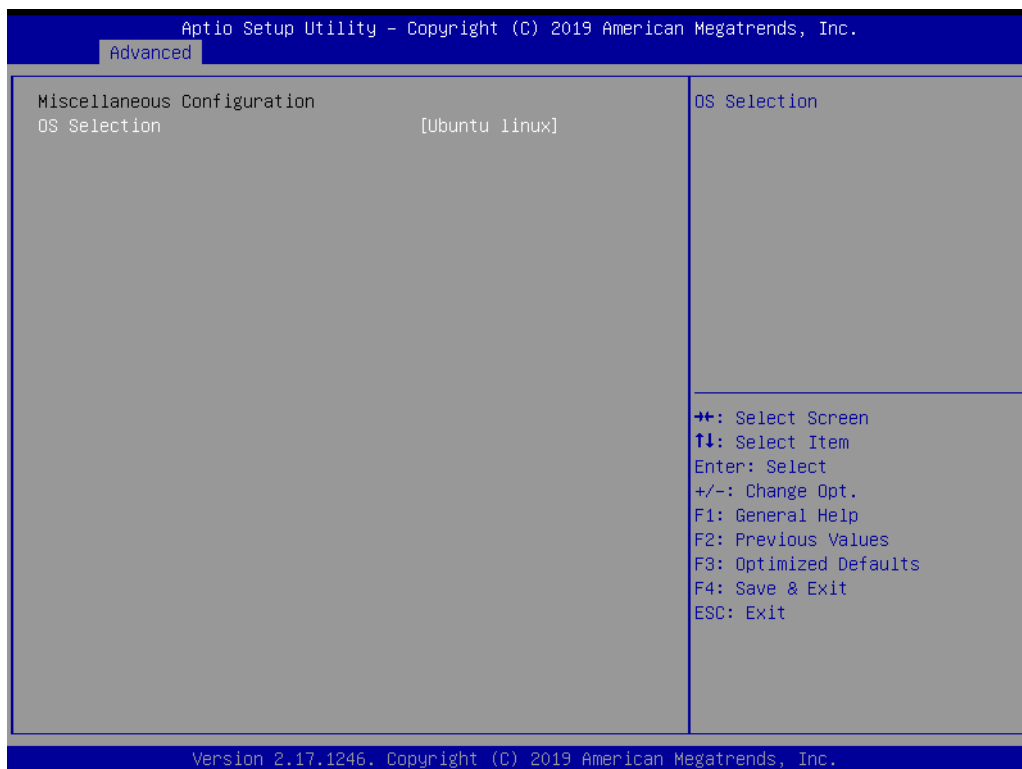 Aptio Setup Utility – Copyright (C) 2019 American Megatrends, Inc.
Advanced
Miscellaneous Configuration
OS Selection [Ubuntu linux]
OS Selection
→←: Select Screen
↑↓: Select Item
Enter: Select
+/-: Change Opt.
F1: General Help
F2: Previous Values
F3: Optimized Defaults
F4: Save & Exit
ESC: Exit
Version 2.17.1246. Copyright (C) 2019 American Megatrends, Inc.